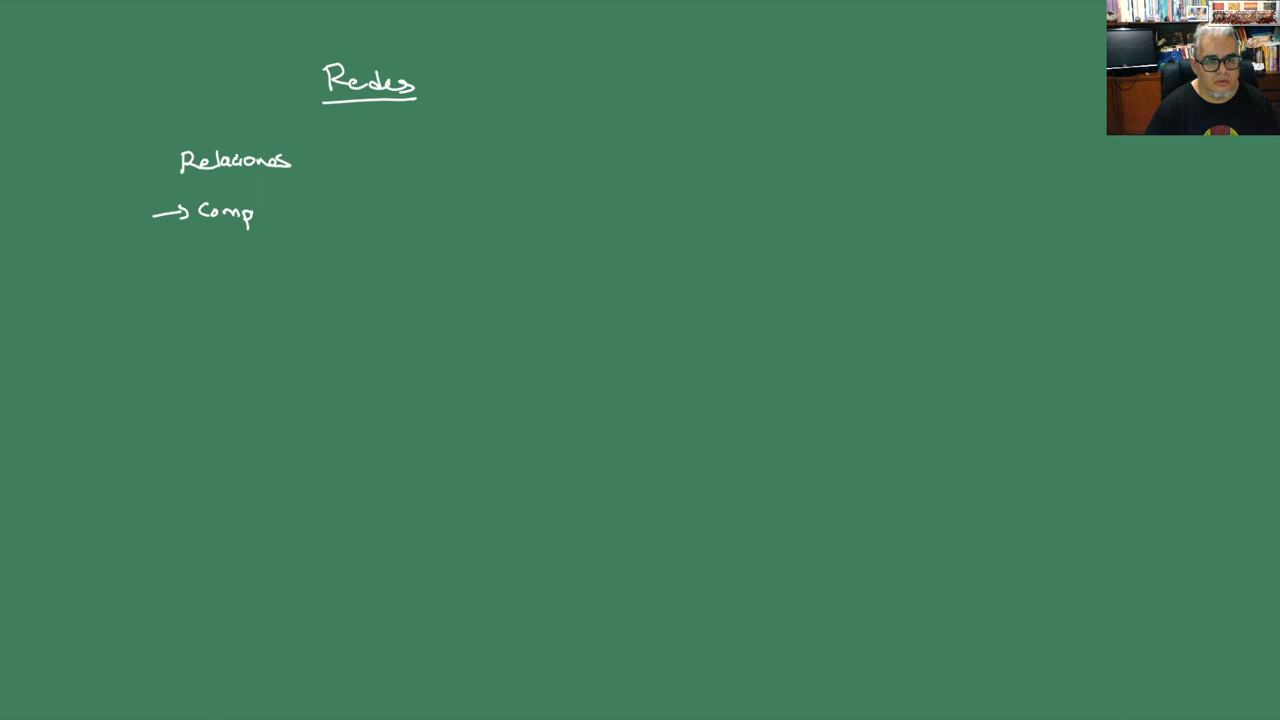 Redes
Relaciones
→ Comp